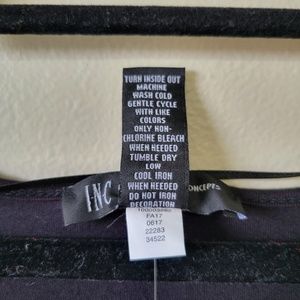 TURN INSIDE OUT
MACHINE
WASH COLD
GENTLE CYCLE
WITH LIKE
COLORS
ONLY NON-
CHLORINE BLEACH
WHEN NEEDED
TUMBLE DRY
LOW
COOL IRON
WHEN NEEDED
DO NOT IRON
DECORATION
I.N.C
CONCEPTS
FA17
0617
22283
34522